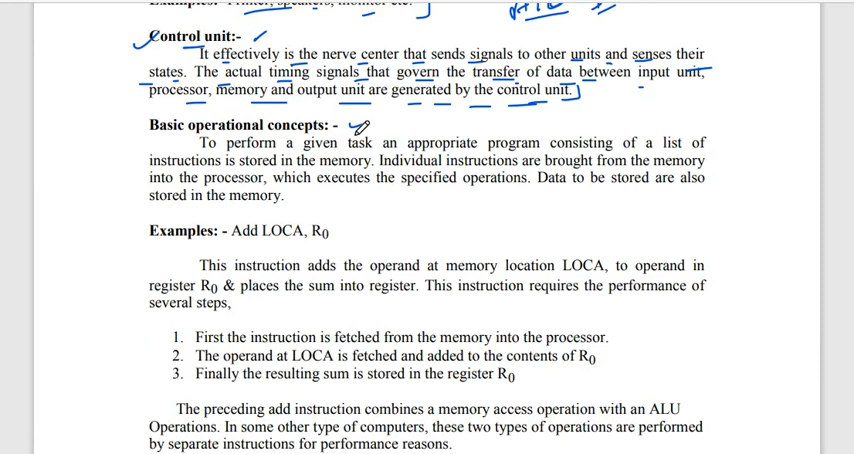 Control unit:-
It effectively is the nerve center that sends signals to other units and senses their
states. The actual timing signals that govern the transfer of data between input unit,
processor, memory and output unit are generated by the control unit.
Basic operational concepts: -
To perform a given task an appropriate program consisting of a list of
instructions is stored in the memory. Individual instructions are brought from the memory
into the processor, which executes the specified operations. Data to be stored are also
stored in the memory.
Examples: - Add LOCA, R0
This instruction adds the operand at memory location LOCA, to operand in
register R0 & places the sum into register. This instruction requires the performance of
several steps,
1. First the instruction is fetched from the memory into the processor.
2. The operand at LOCA is fetched and added to the contents of R0
3. Finally the resulting sum is stored in the register R0
The preceding add instruction combines a memory access operation with an ALU
Operations. In some other type of computers, these two types of operations are performed
by separate instructions for performance reasons.